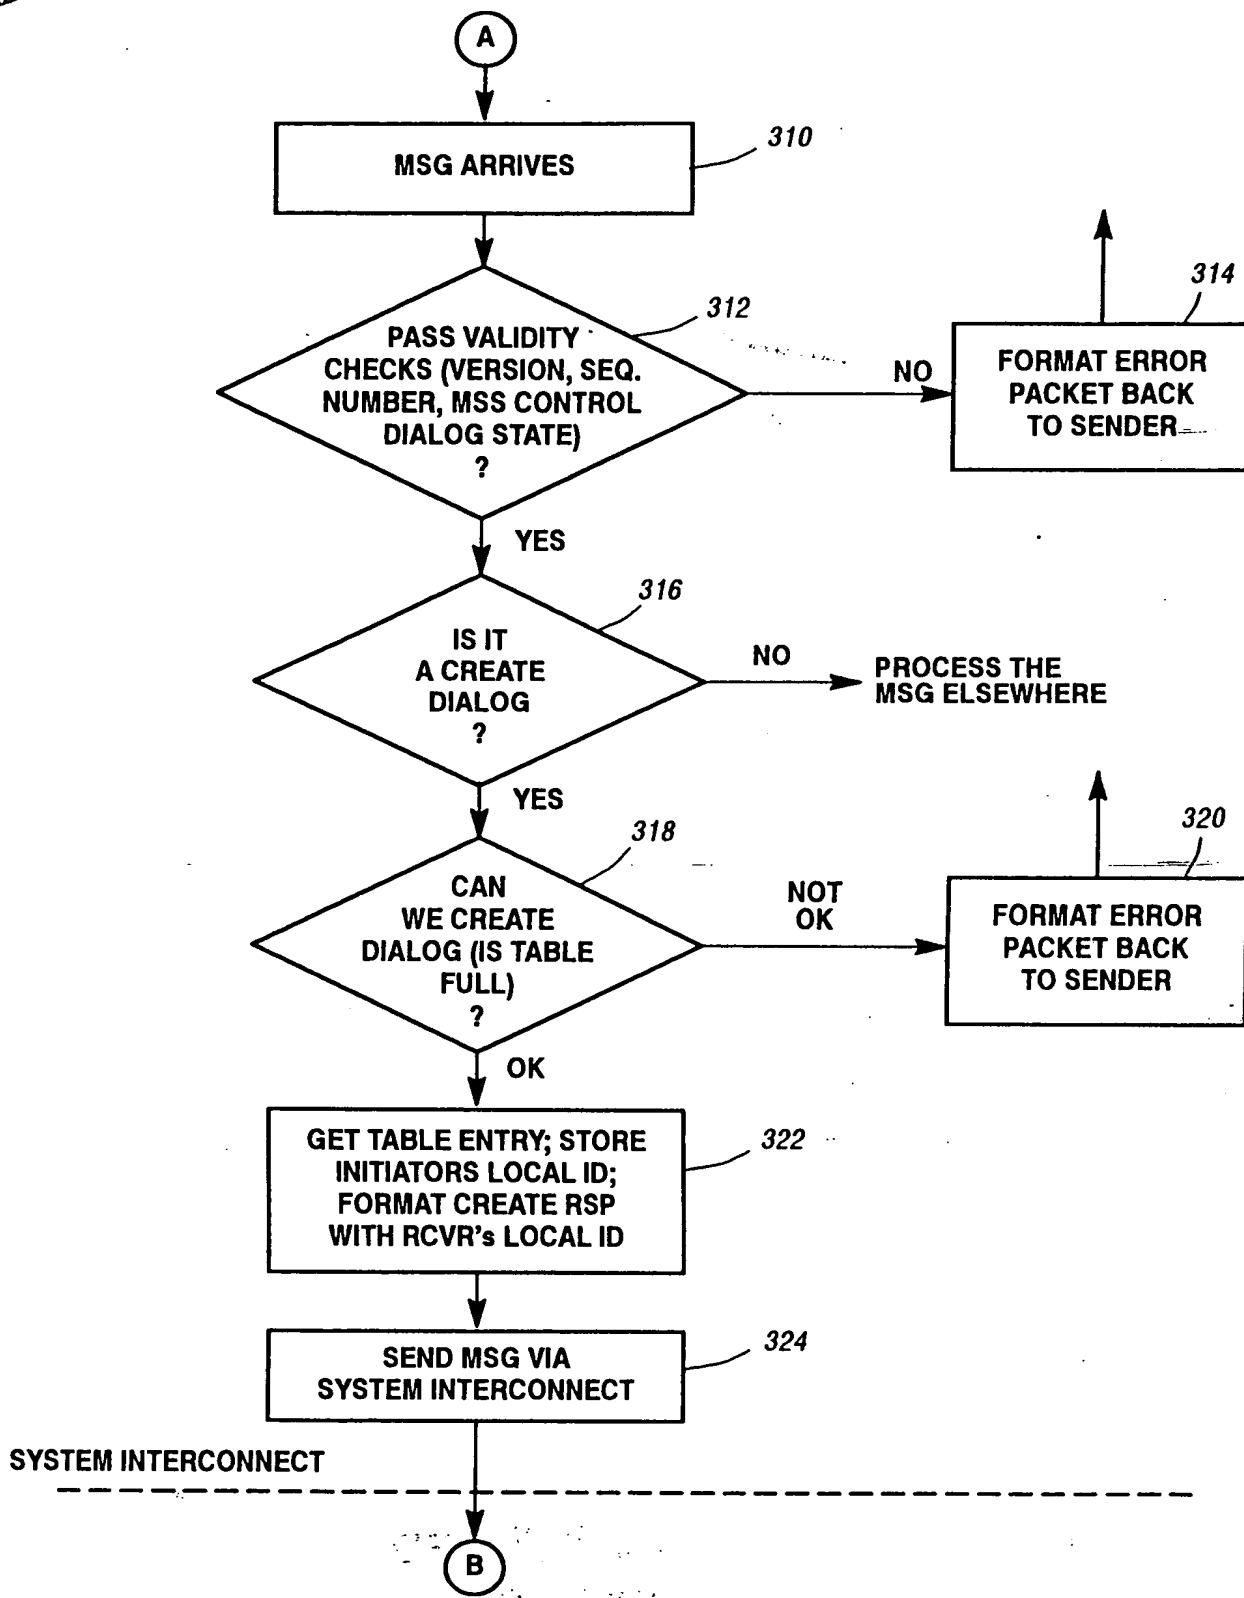 A
MSG ARRIVES
310
PASS VALIDITY
CHECKS (VERSION, SEQ.
NUMBER, MSS CONTROL
DIALOG STATE)
?
312
NO
314
FORMAT ERROR
PACKET BACK
TO SENDER
YES
IS IT
A CREATE
DIALOG
?
316
NO
PROCESS THE
MSG ELSEWHERE
YES
CAN
WE CREATE
DIALOG (IS TABLE
FULL)
?
318
NOT
OK
320
FORMAT ERROR
PACKET BACK
TO SENDER
OK
GET TABLE ENTRY; STORE
INITIATORS LOCAL ID;
FORMAT CREATE RSP
WITH RCVR's LOCAL ID
322
SEND MSG VIA
SYSTEM INTERCONNECT
324
SYSTEM INTERCONNECT
B